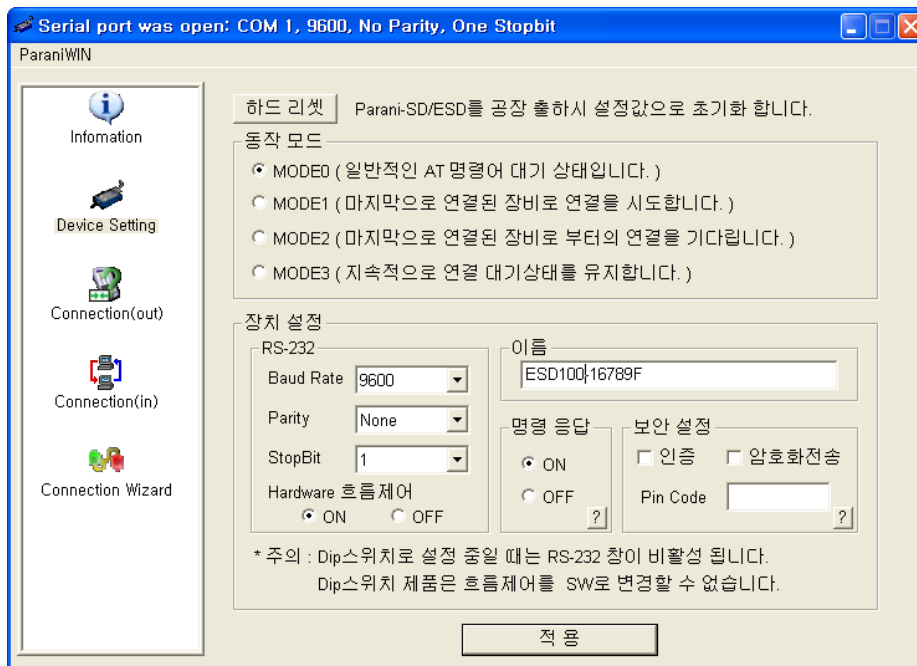 Serial port was open: COM 1, 9600, No Parity, One Stopbit
ParaniWIN
Infomation
Device Setting
Connection(out)
Connection(in)
Connection Wizard
하드 리셋 Parani-SD/ESD를 공장 출하시 설정값으로 초기화 합니다.
동작 모드
MODE0 ( 일반적인 AT 명령어 대기 상태입니다. )
MODE1 ( 마지막으로 연결된 장비로 연결을 시도합니다. )
MODE2 ( 마지막으로 연결된 장비로 부터의 연결을 기다립니다. )
MODE3 ( 지속적으로 연결 대기상태를 유지합니다. )
장치 설정
RS-232
Baud Rate 9600
Parity None
StopBit 1
Hardware 흐름제어
ON OFF
이름
ESD100-16789F
명령 응답
ON
OFF
?
보안 설정
인증 암호화전송
Pin Code
?
* 주의 : Dip스위치로 설정 중일 때는 RS-232 창이 비활성 됩니다.
Dip스위치 제품은 흐름제어를 SW로 변경할 수 없습니다.
적 용